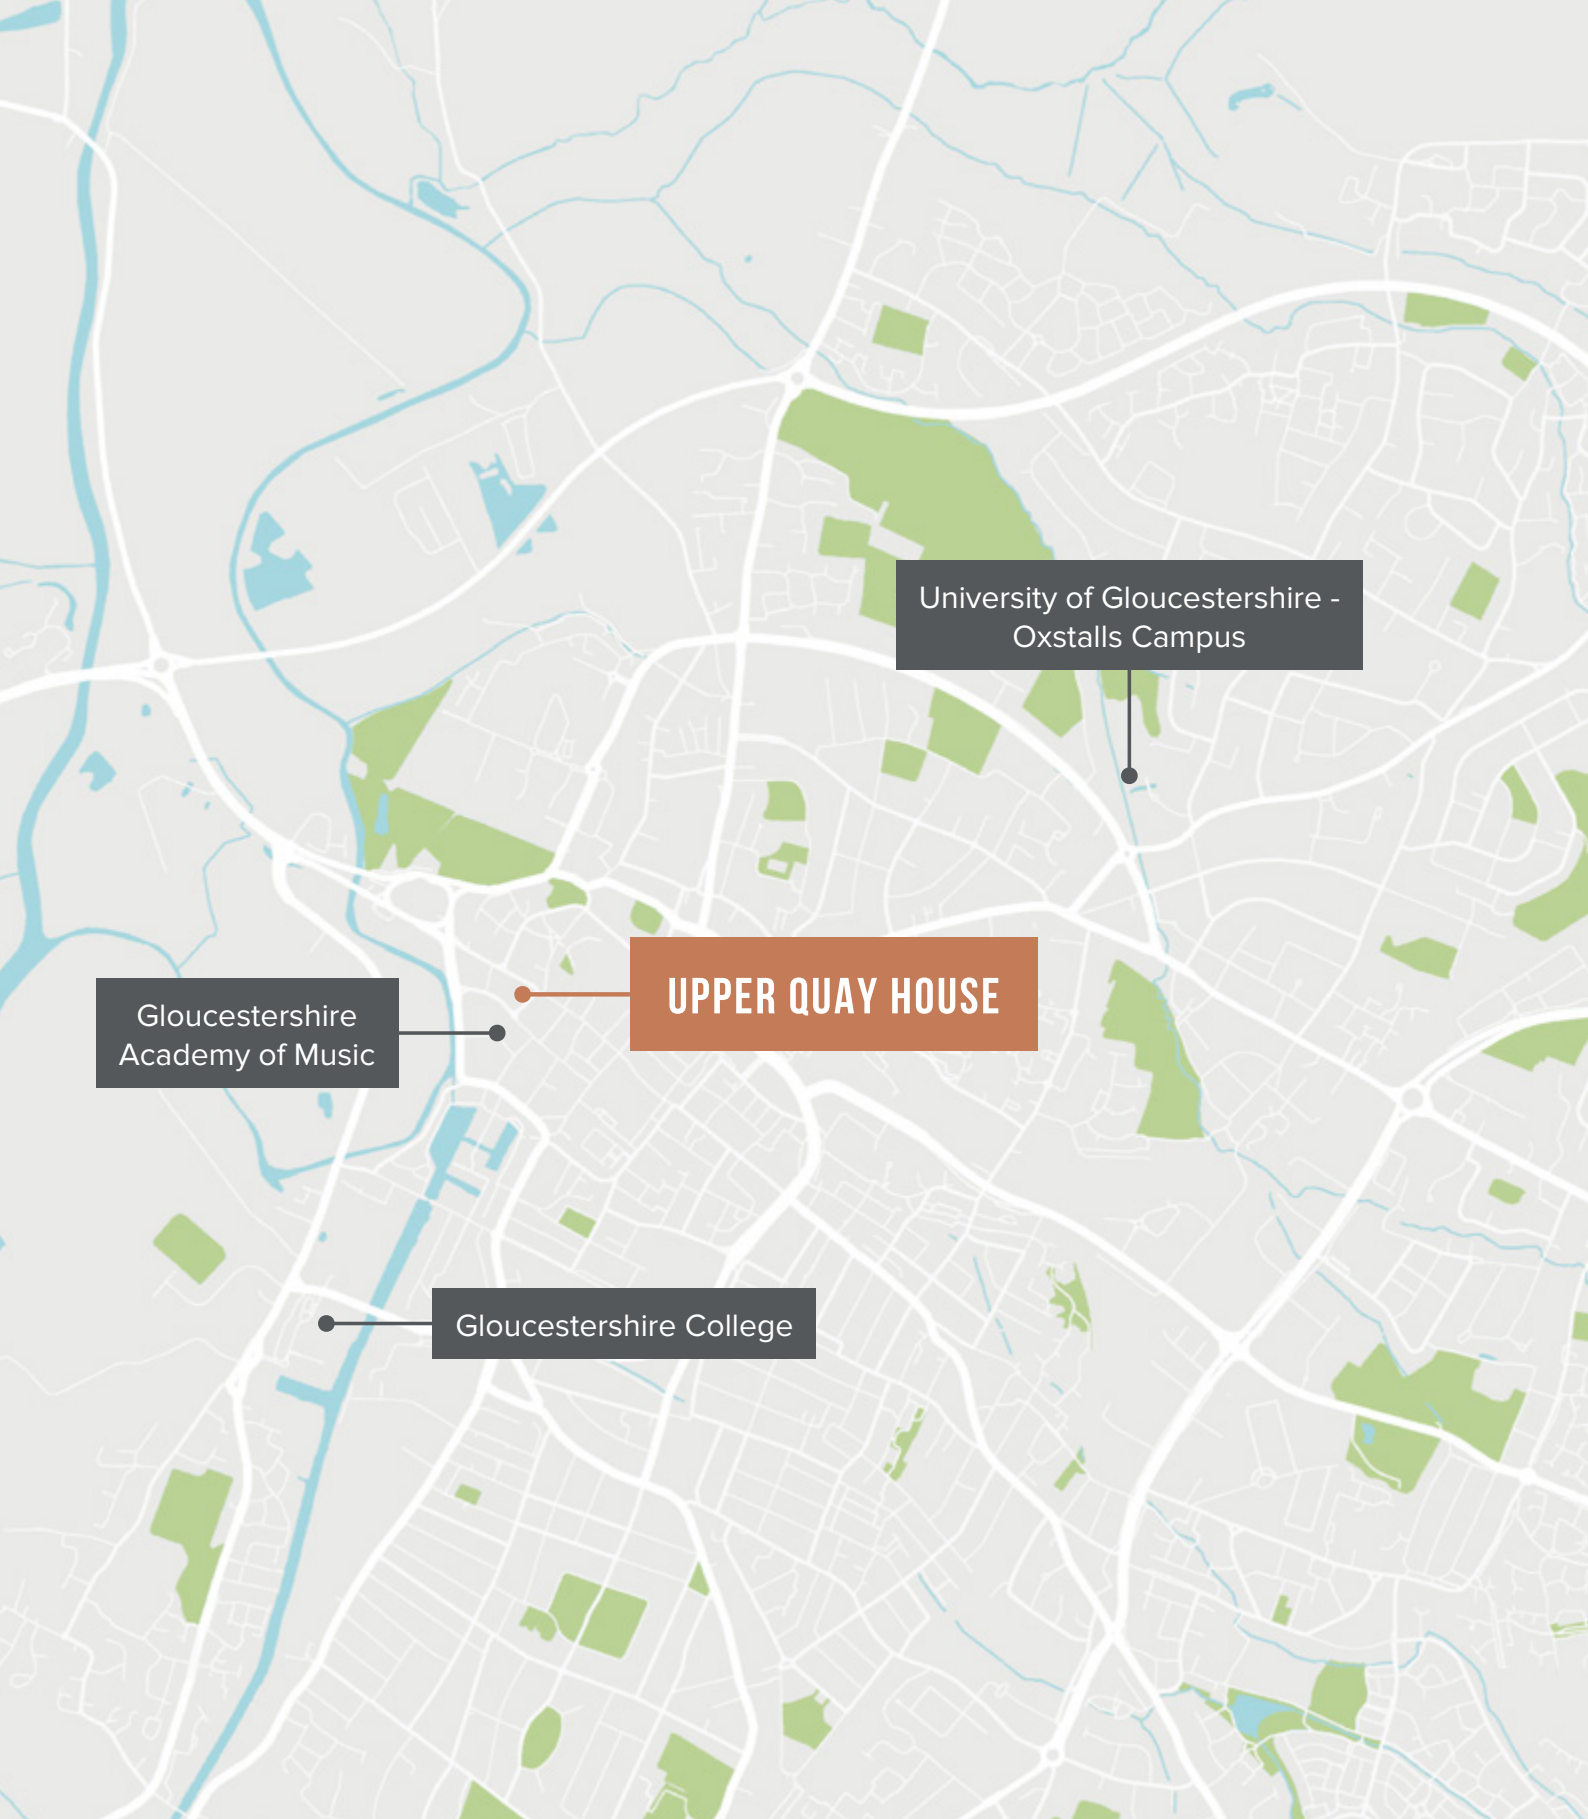 University of Gloucestershire -
Oxstalls Campus
UPPER QUAY HOUSE
Gloucestershire
Academy of Music
Gloucestershire College